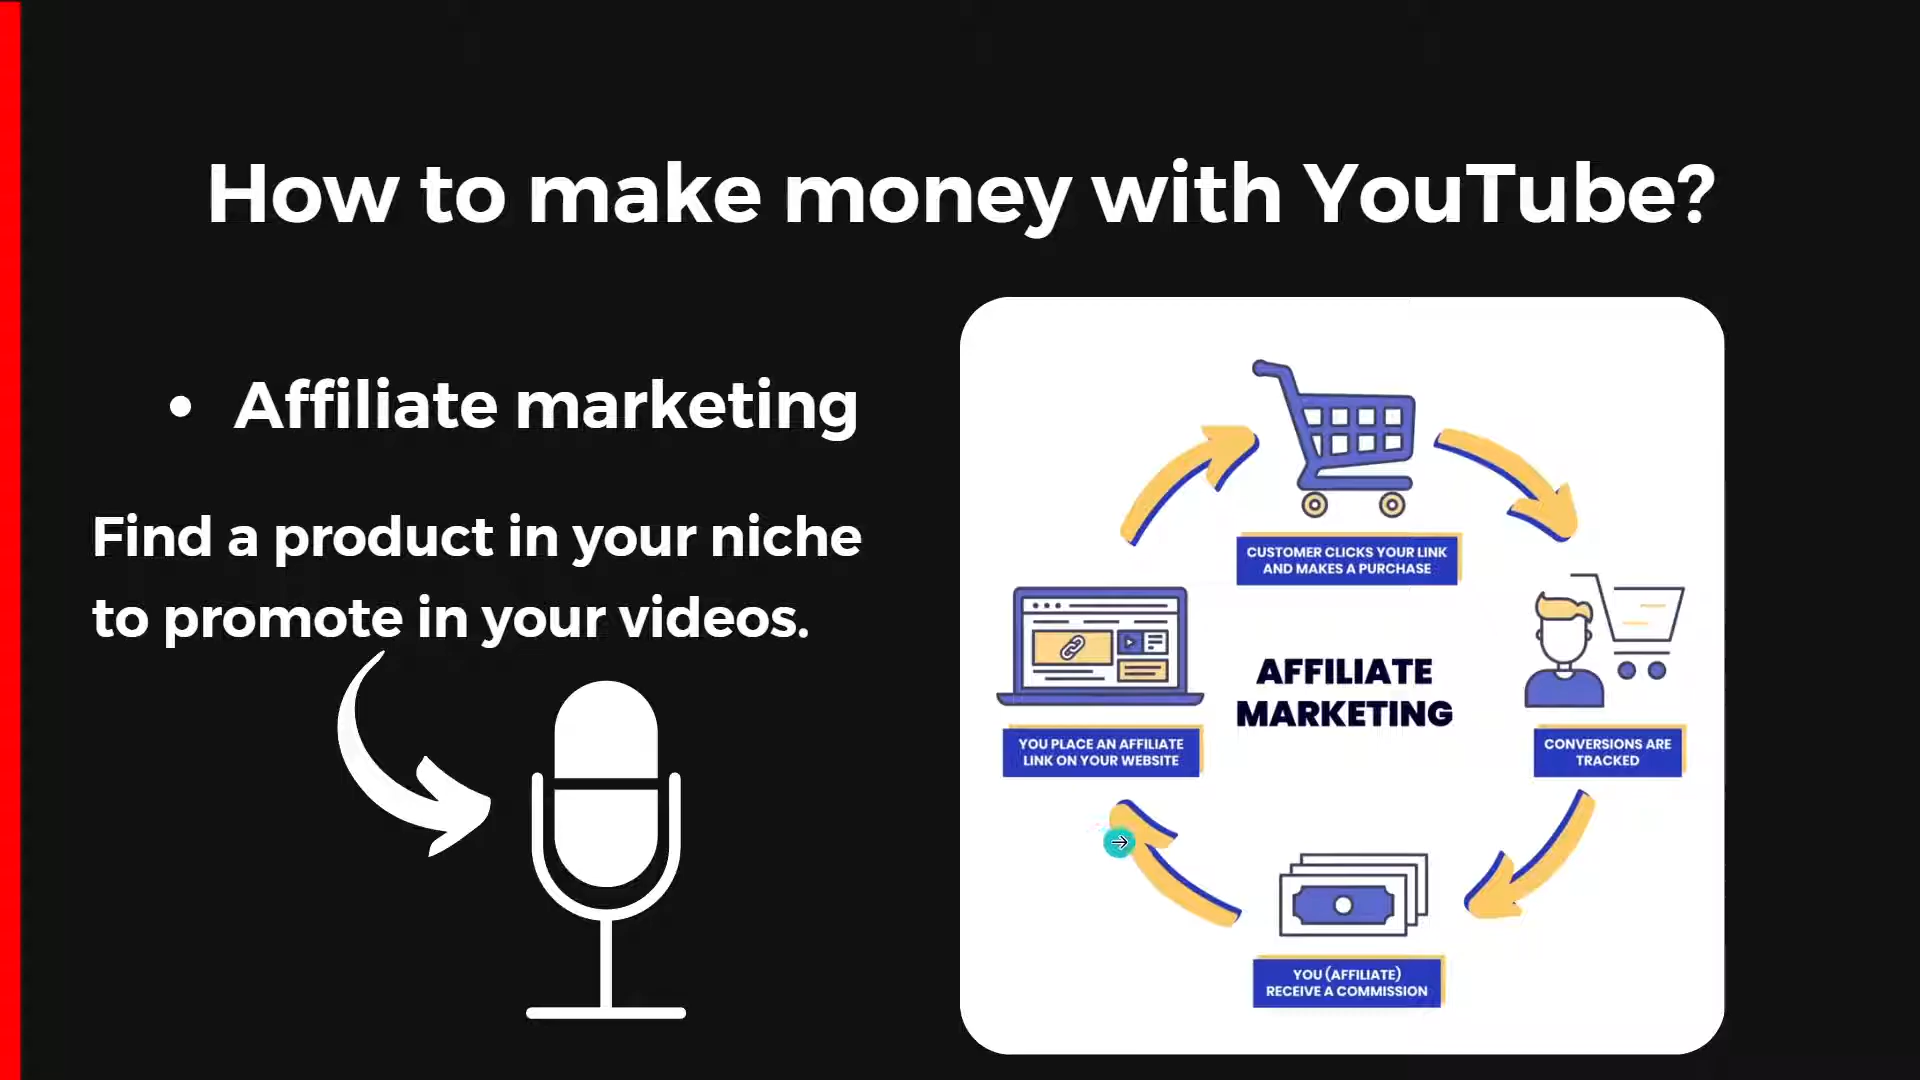 How to make money with YouTube?
• Affiliate marketing
Find a product in your niche
to promote in your videos.
CUSTOMER CLICKS YOUR LINK
AND MAKES A PURCHASE
AFFILIATE
MARKETING
YOU PLACE AN AFFILIATE
LINK ON YOUR WEBSITE
CONVERSIONS ARE
TRACKED
YOU (AFFILIATE)
RECEIVE A COMMISSION